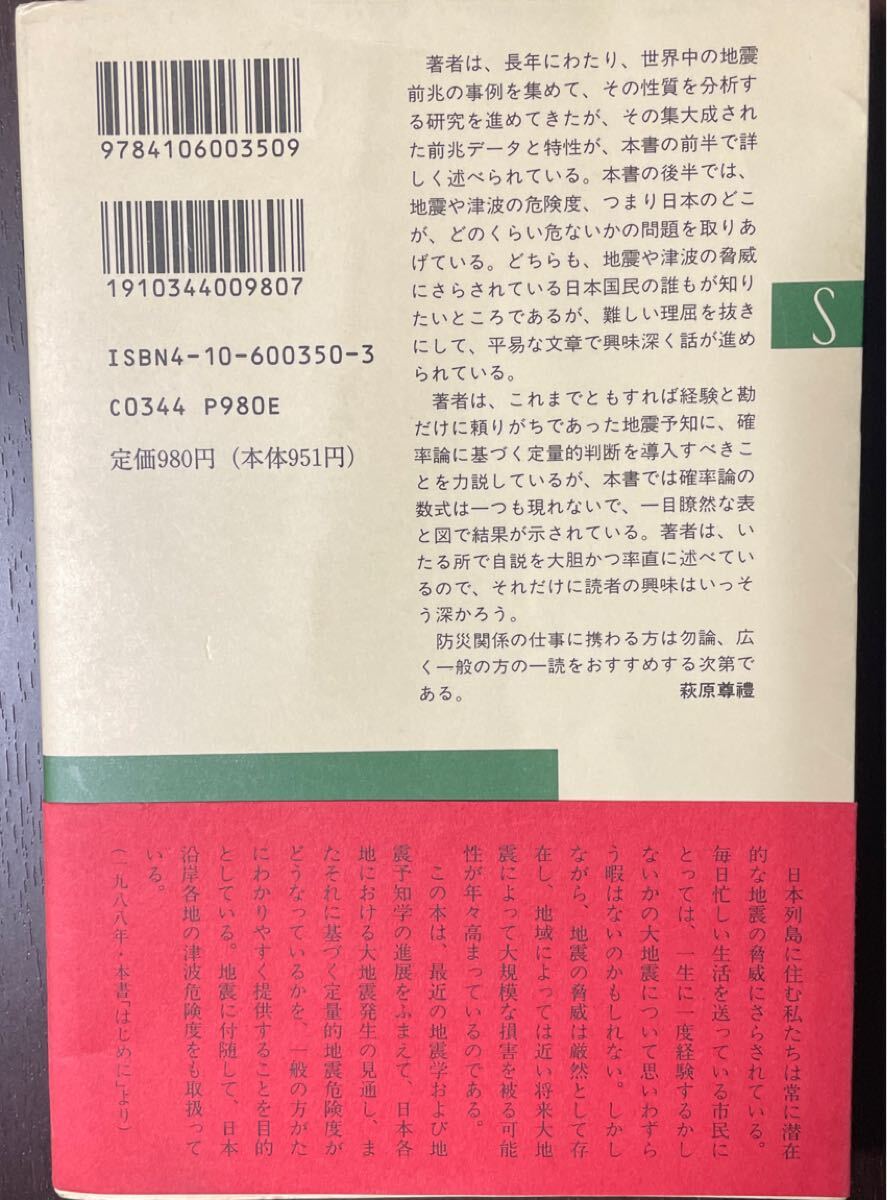 9784106003509
1910344009807
ISBN4-10-600350-3
C0344 P980E
定価980円（本体951円）
著者は、長年にわたり、世界中の地震
前兆の事例を集めて、その性質を分析す
る研究を進めてきたが、その集大成され
た前兆データと特性が、本書の前半で詳
しく述べられている。本書の後半では、
地震や津波の危険度、つまり日本のどこ
が、どのくらい危ないかの問題を取りあ
げている。どちらも、地震や津波の脅威
にさらされている日本国民の誰もが知り
たいところであるが、難しい理屈を抜き
にして、平易な文章で興味深く話が進め
られている。
著者は、これまでともすれば経験と勘
だけに頼りがちであった地震予知に、確
率論に基づく定量的判断を導入すべきこ
とを力説しているが、本書では確率論の
数式は一つも現れないで、一目瞭然な表
と図で結果が示されている。著者は、い
たる所で自説を大胆かつ率直に述べてい
るので、それだけに読者の興味はいっそ
う深かろう。
防災関係の仕事に携わる方は勿論、広
く一般の方の一読をおすすめする次第で
ある。 萩原尊禮
S
日本列島に住む私たちは常に潜在
的な地震の脅威にさらされている。
毎日忙しい生活を送っている市民に
とっては、一生に一度経験するかし
ないかの大地震について思いわずら
う暇はないのかもしれない。しかし
ながら、地震の脅威は厳然として存
在し、地域によっては近い将来大地
震によって大規模な損害を被る可能
性が年々高まっているのである。
この本は、最近の地震学および地
震予知学の進展をふまえて、日本各
地における大地震発生の見通し、ま
たそれに基づく定量的地震危険度が
どうなっているかを、一般の方がた
にわかりやすく提供することを目的
としている。地震に付随して、日本
沿岸各地の津波危険度をも取扱って
いる。
（一九八八年・本書「はじめに」より）